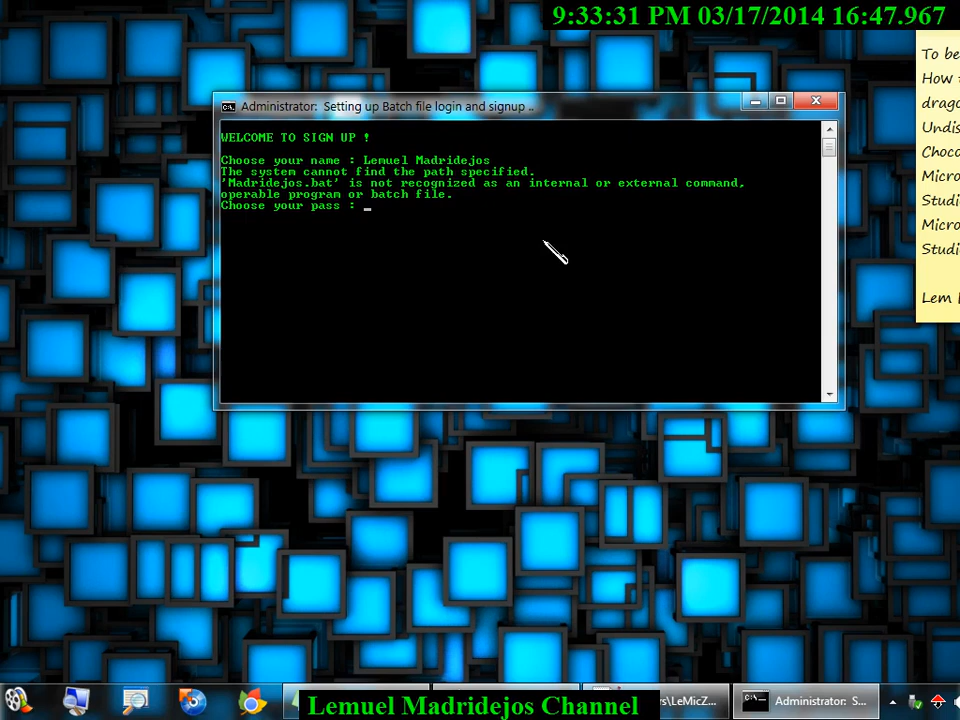 9:33:31 PM 03/17/2014 16:47.967
To be
How
drago
Undis
Choco
Micro
Studi
Micro
Studi
Lem
Administrator: Setting up Batch file login and signup ..
WELCOME TO SIGN UP !
Choose your name : Lemuel Madridejos
The system cannot find the path specified.
'Madridejos.bat' is not recognized as an internal or external command,
operable program or batch file.
Choose your pass : _
Lemuel Madridejos Channel
rs\LeMicZ...
Administrator: S...